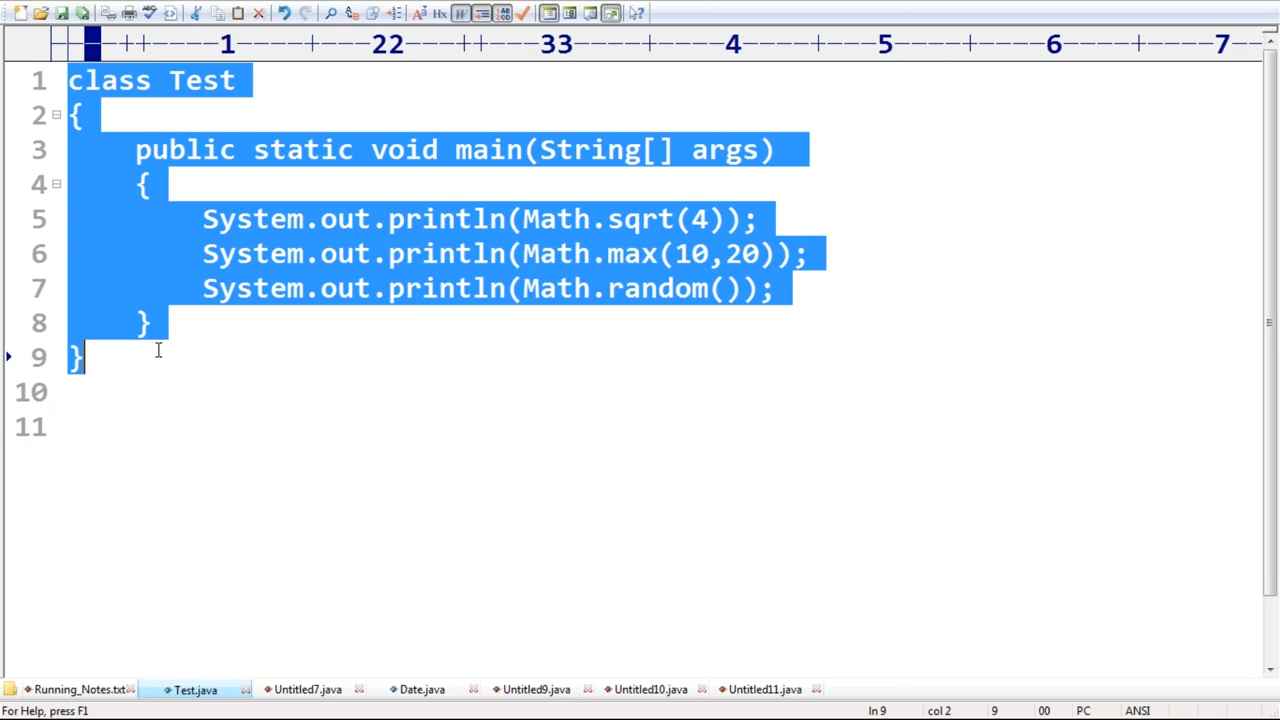 1 22 33 4 5 6 7
1 class Test
2 {
3 public static void main(String[] args)
4 {
5 System.out.println(Math.sqrt(4));
6 System.out.println(Math.max(10,20));
7 System.out.println(Math.random());
8 }
9 }
10
11
Running_Notes.txt Test.java Untitled7.java Date.java Untitled9.java Untitled10.java Untitled11.java
For Help, press F1 ln 9 col 2 9 00 PC ANSI